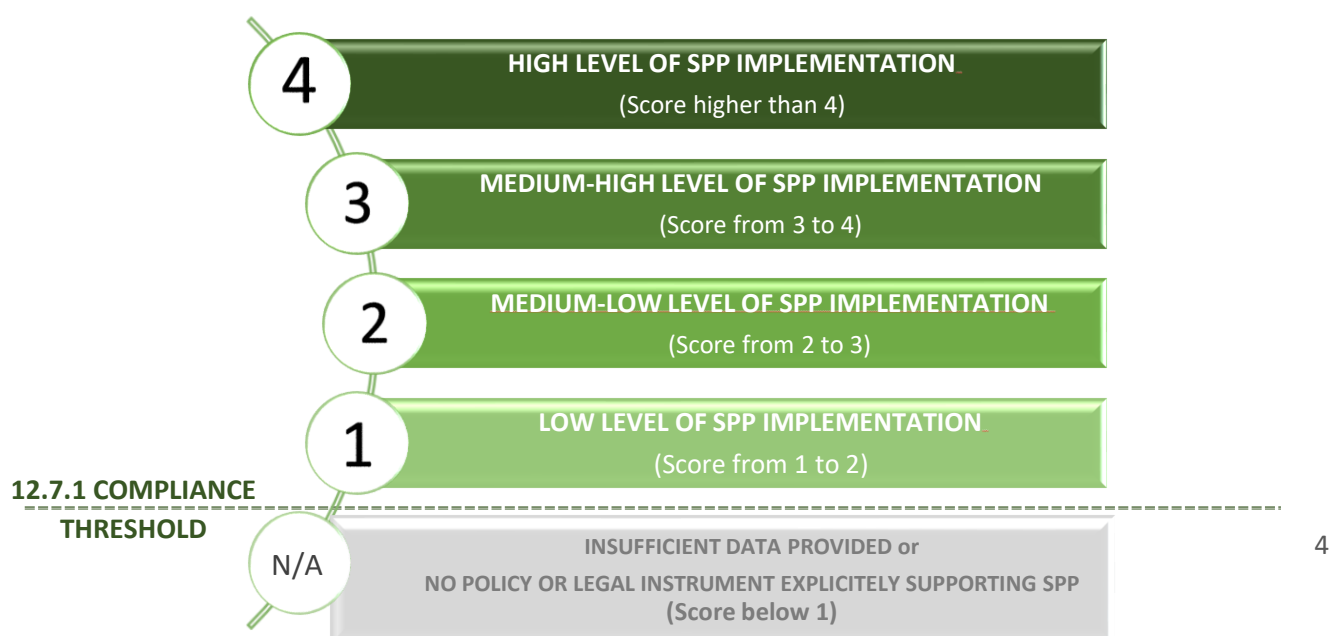 4
HIGH LEVEL OF SPP IMPLEMENTATION
(Score higher than 4)
3
MEDIUM-HIGH LEVEL OF SPP IMPLEMENTATION
(Score from 3 to 4)
2
MEDIUM-LOW LEVEL OF SPP IMPLEMENTATION
(Score from 2 to 3)
1
LOW LEVEL OF SPP IMPLEMENTATION
(Score from 1 to 2)
12.7.1 COMPLIANCE
THRESHOLD
N/A
INSUFFICIENT DATA PROVIDED or
NO POLICY OR LEGAL INSTRUMENT EXPLICITELY SUPPORTING SPP
(Score below 1)
4